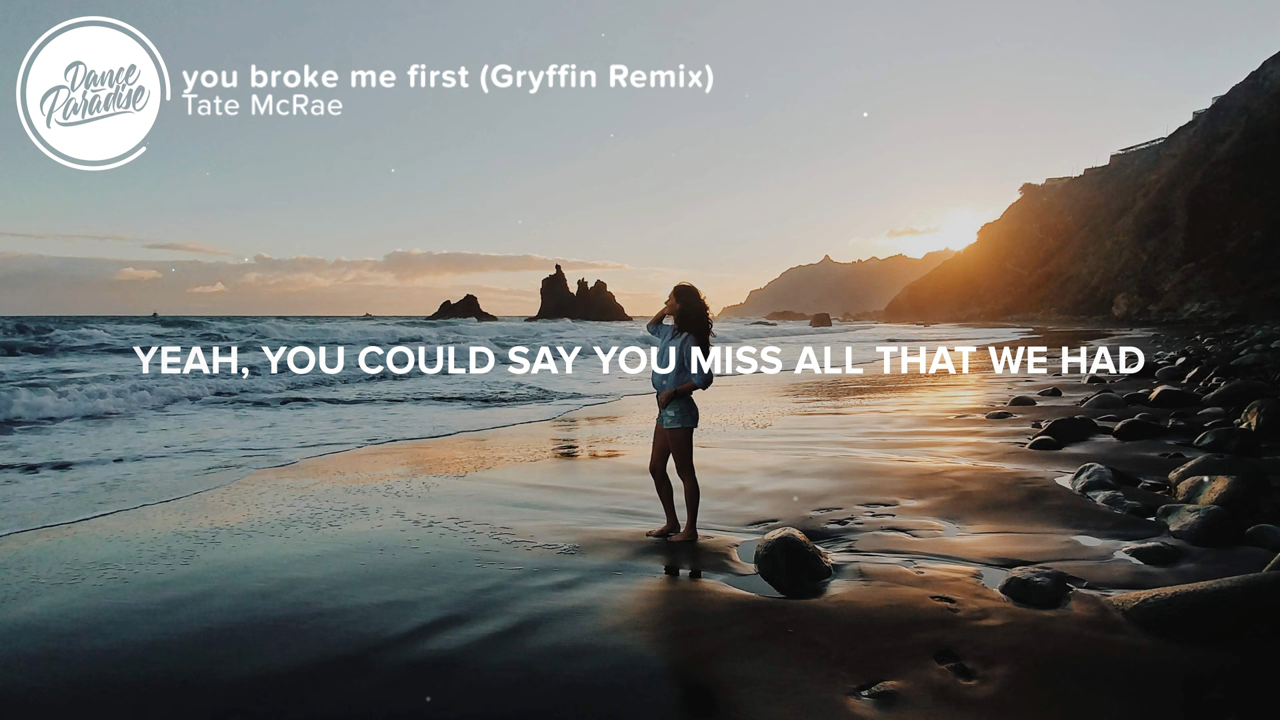 Dance
Paradise
you broke me first (Gryffin Remix)
Tate McRae
YEAH, YOU COULD SAY YOU MISS ALL THAT WE HAD